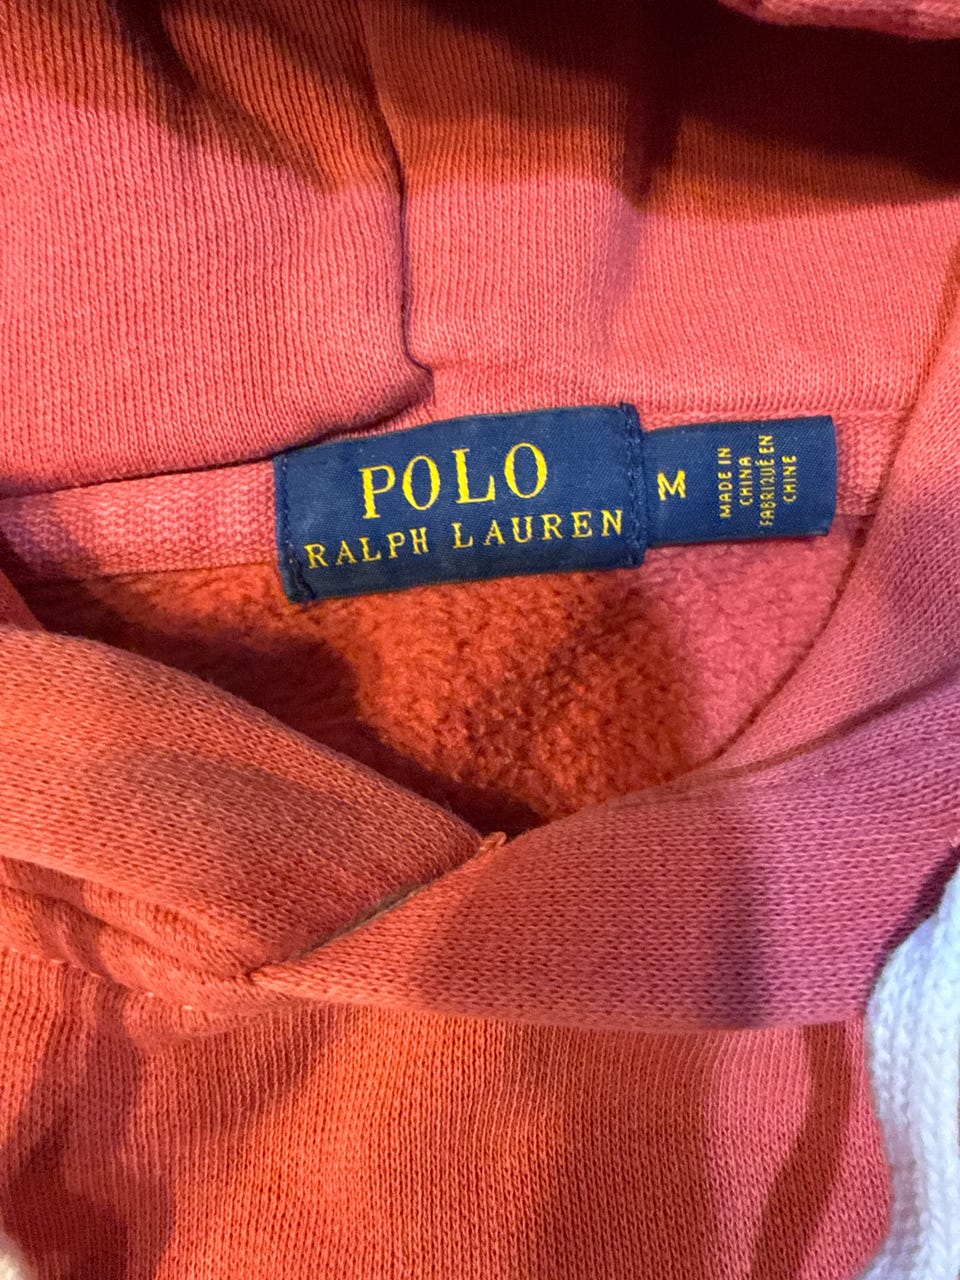 POLO
RALPH LAUREN
M
MADE IN
CHINA
FABRIQUÉ EN
CHINE